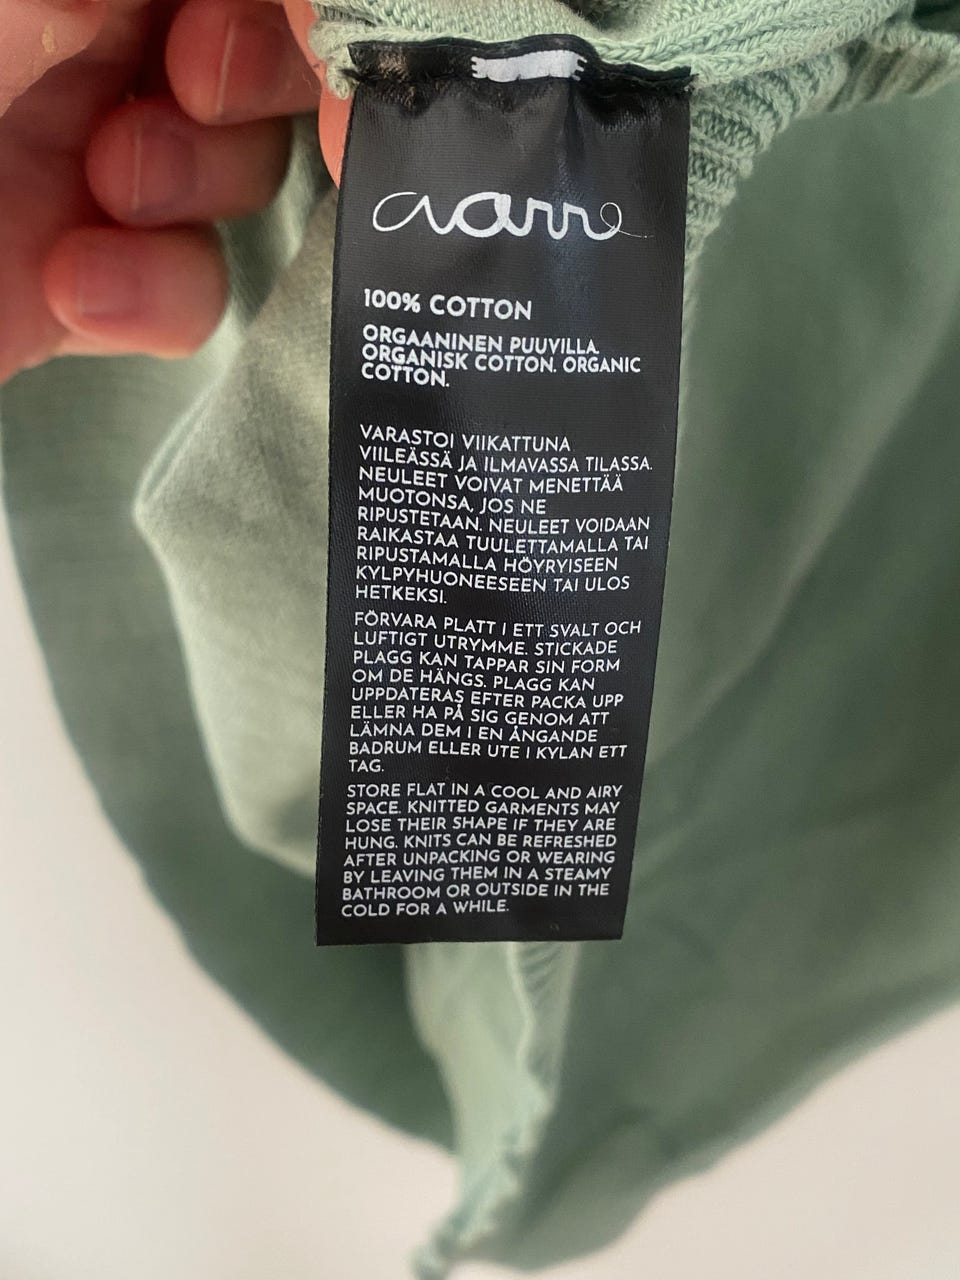 aarre
100% COTTON
ORGAANINEN PUUVILLA.
ORGANISK COTTON. ORGANIC
COTTON.
VARASTOI VIIKATTUNA
VIILEÄSSÄ JA ILMAVASSA TILASSA.
NEULEET VOIVAT MENETTÄÄ
MUOTONSA, JOS NE
RIPUSTETAAN. NEULEET VOIDAAN
RAIKASTAA TUULETTAMALLA TAI
RIPUSTAMALLA HÖYRYISEEN
KYLPYHUONEESEEN TAI ULOS
HETKEKSI.
FÖRVARA PLATT I ETT SVALT OCH
LUFTIGT UTRYMME. STICKADE
PLAGG KAN TAPPAR SIN FORM
OM DE HÄNGS. PLAGG KAN
UPPDATERAS EFTER PACKA UPP
ELLER HA PÅ SIG GENOM ATT
LÄMNA DEM I EN ÅNGANDE
BADRUM ELLER UTE I KYLAN ETT
TAG.
STORE FLAT IN A COOL AND AIRY
SPACE. KNITTED GARMENTS MAY
LOSE THEIR SHAPE IF THEY ARE
HUNG. KNITS CAN BE REFRESHED
AFTER UNPACKING OR WEARING
BY LEAVING THEM IN A STEAMY
BATHROOM OR OUTSIDE IN THE
COLD FOR A WHILE.